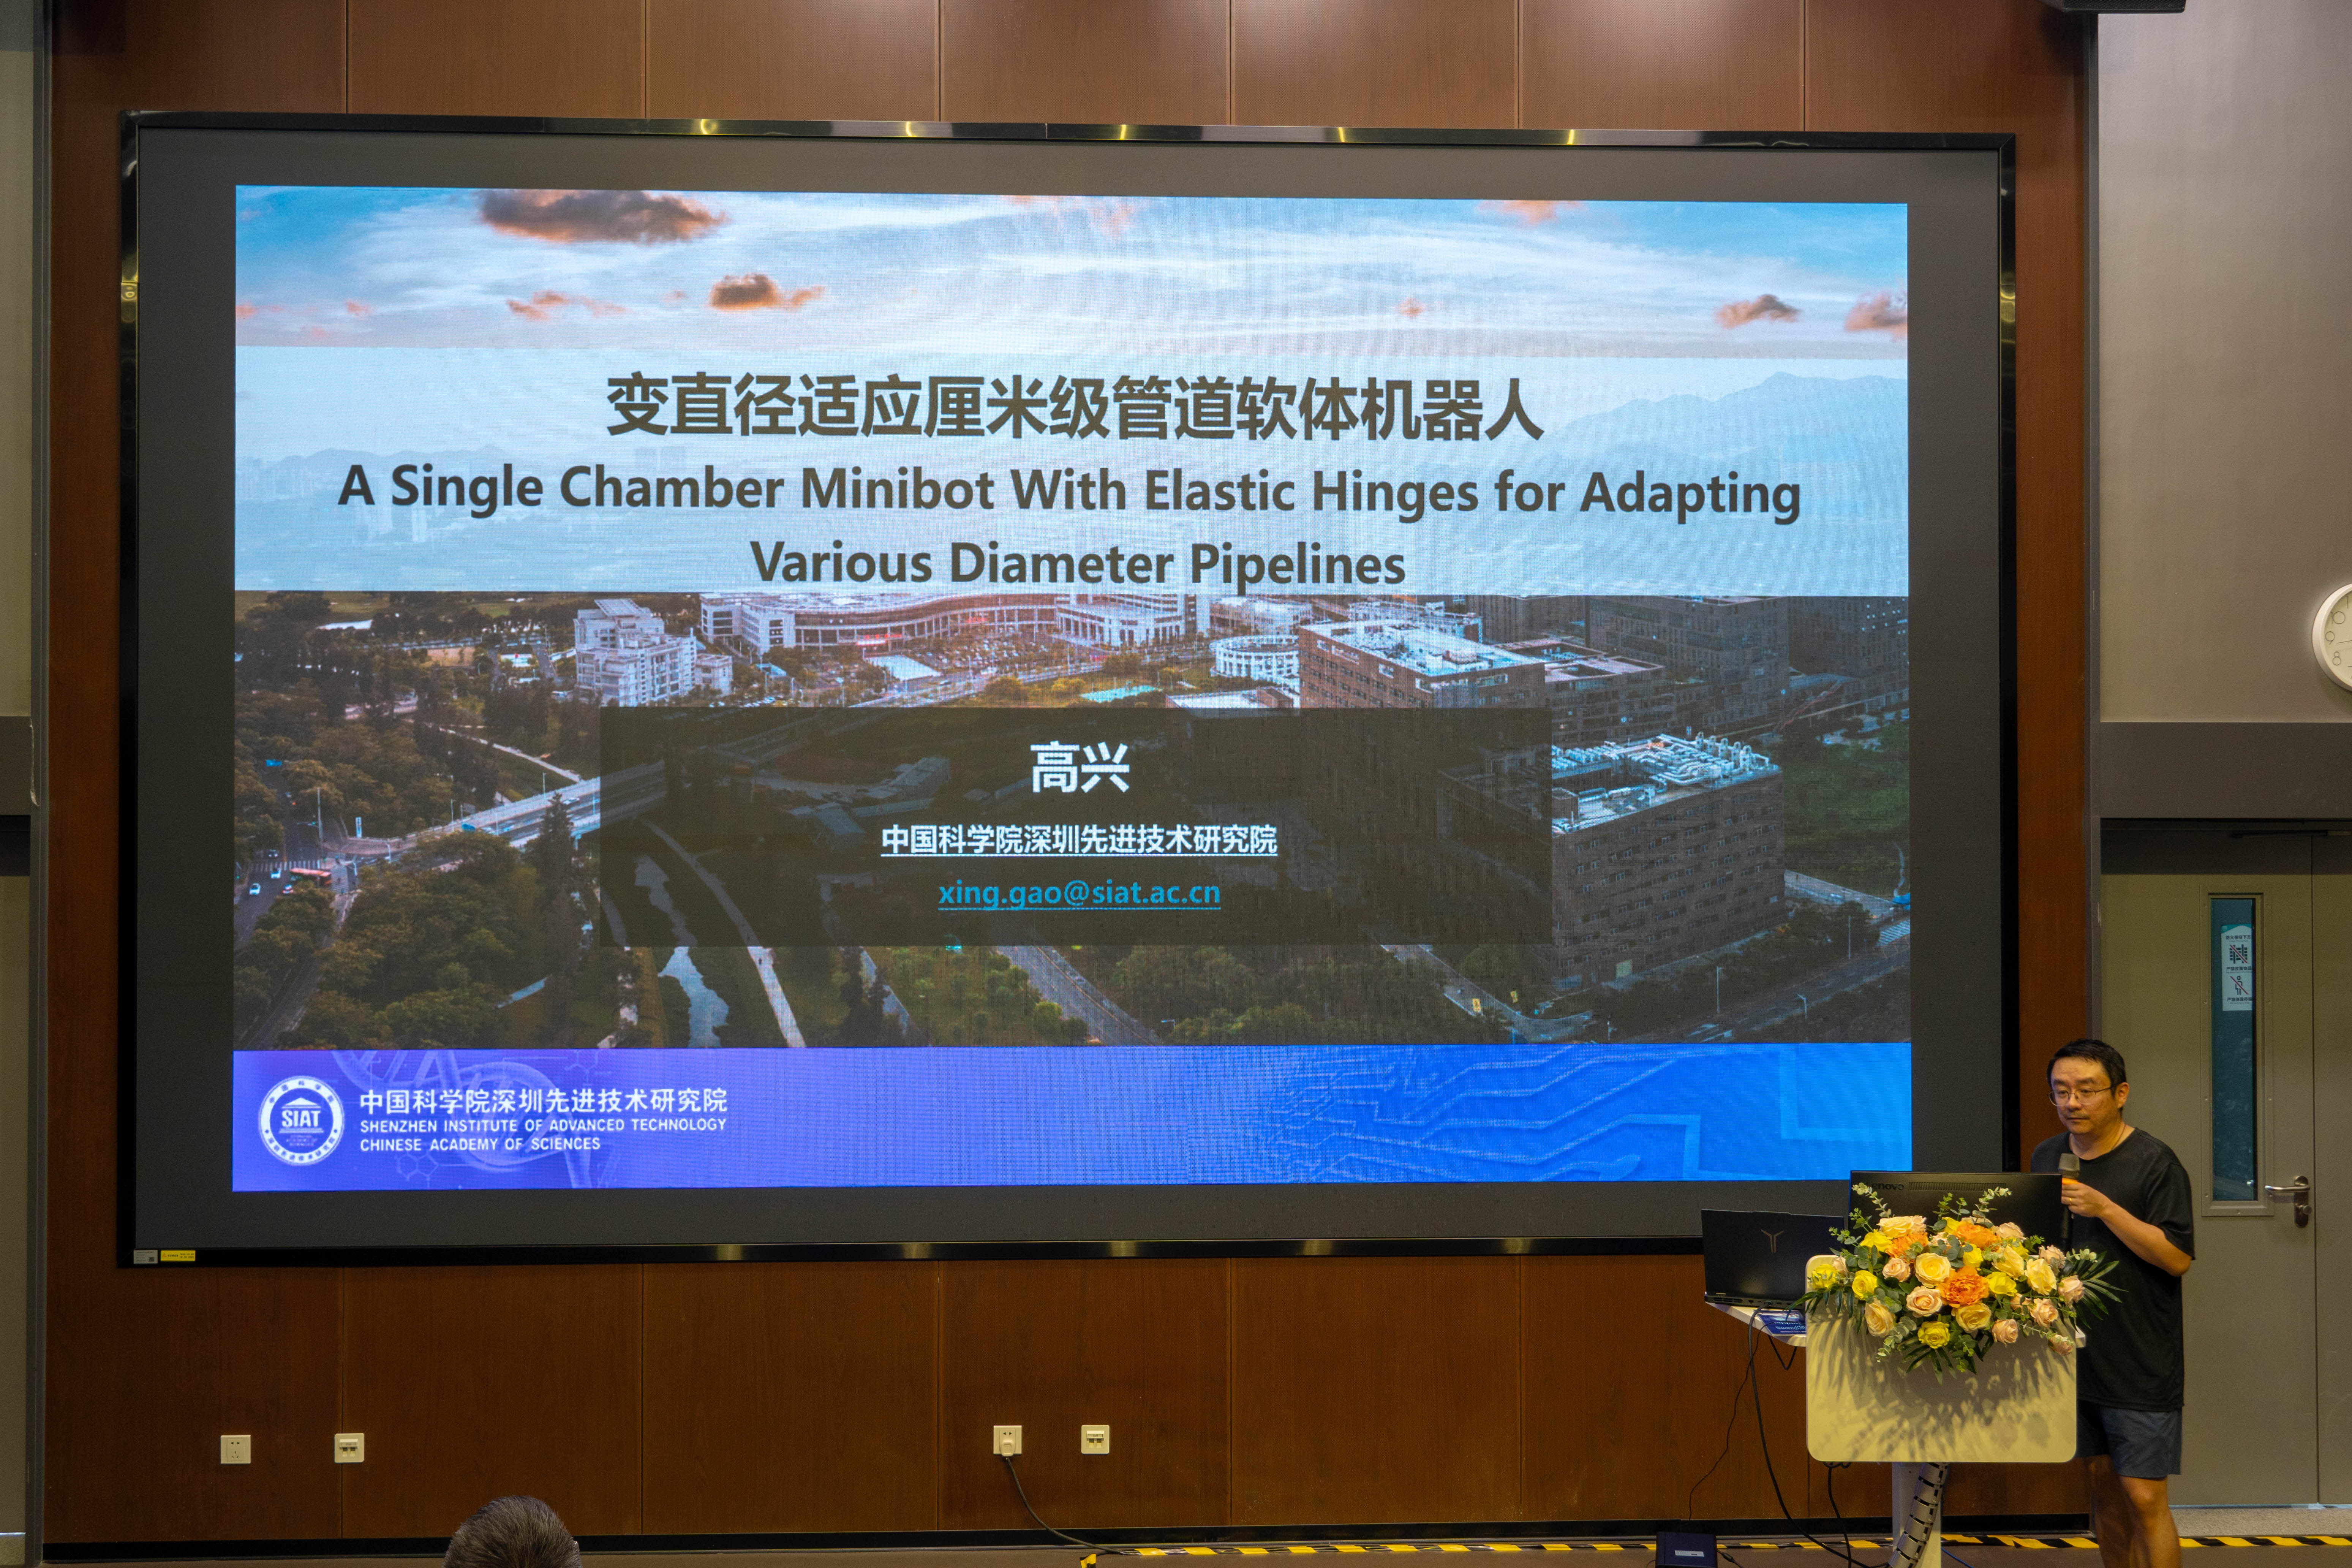 变直径适应厘米级管道软体机器人
A Single Chamber Minibot With Elastic Hinges for Adapting
Various Diameter Pipelines
高兴
中国科学院深圳先进技术研究院
xing.gao@siat.ac.cn
SIAT
中国科学院深圳先进技术研究院
SHENZHEN INSTITUTE OF ADVANCED TECHNOLOGY
CHINESE ACADEMY OF SCIENCES